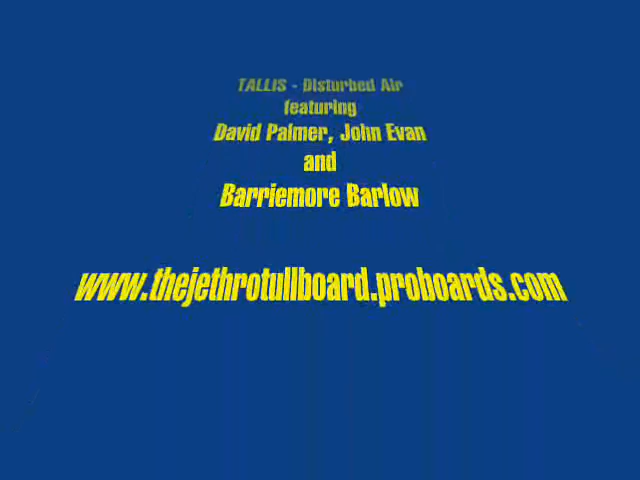 TALLIS - Disturbed Air
featuring
David Palmer, John Evan
and
Barriemore Barlow
www.thejethrotullboard.proboards.com